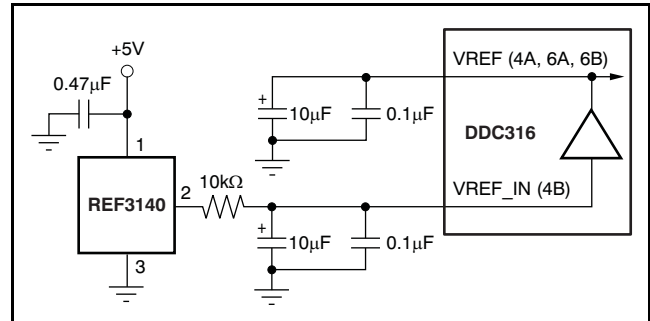 +5V
0.47μF
1
REF3140
2
3
10kΩ
+
10μF
0.1μF
+
10μF
0.1μF
VREF (4A, 6A, 6B)
DDC316
VREF_IN (4B)